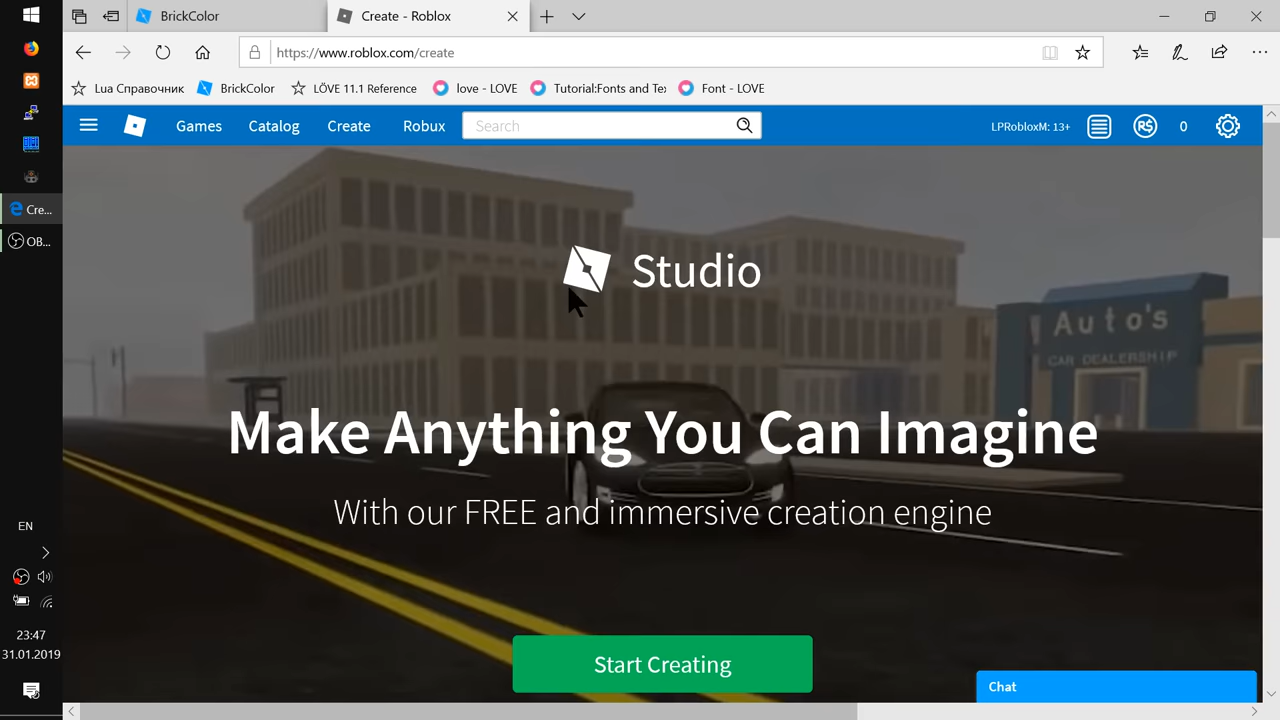 BrickColor
Create - Roblox
https://www.roblox.com/create
Lua Справочник
BrickColor
LÖVE 11.1 Reference
love - LOVE
Tutorial:Fonts and Te
Font - LOVE
Games
Catalog
Create
Robux
Search
LPRobloxM: 13+
R$
0
Cre...
OB...
Studio
Auto's
CAR DEALERSHIP
Make Anything You Can Imagine
With our FREE and immersive creation engine
Start Creating
Chat
EN
23:47
31.01.2019